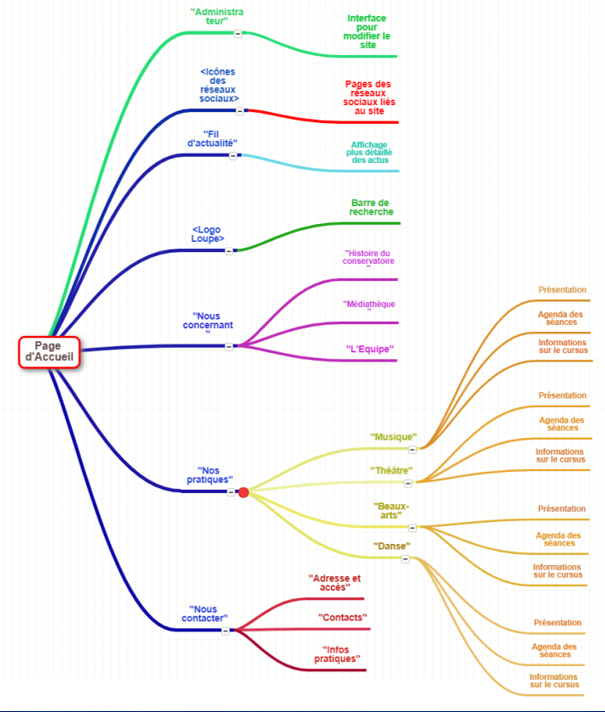 "Administra
teur"
Interface
pour
modifier le
site
<Icônes
des
réseaux
sociaux>
Pages des
réseaux
sociaux liés
au site
"Fil
d'actualité"
Affichage
plus détaillé
des actus
<Logo
Loupe>
Barre de
recherche
Page
d'Accueil
"Nous
concernant
"
"Histoire du
conservatoire
"
"Médiathèque
"
"L'Equipe"
"Nos
pratiques"
"Musique"
Présentation
Agenda des
séances
Informations
sur le cursus
"Théâtre"
Présentation
Agenda des
séances
Informations
sur le cursus
"Beaux-
arts"
Présentation
Agenda des
séances
Informations
sur le cursus
"Danse"
Présentation
Agenda des
séances
Informations
sur le cursus
"Nous
contacter"
"Adresse et
accès"
"Contacts"
"Infos
pratiques"